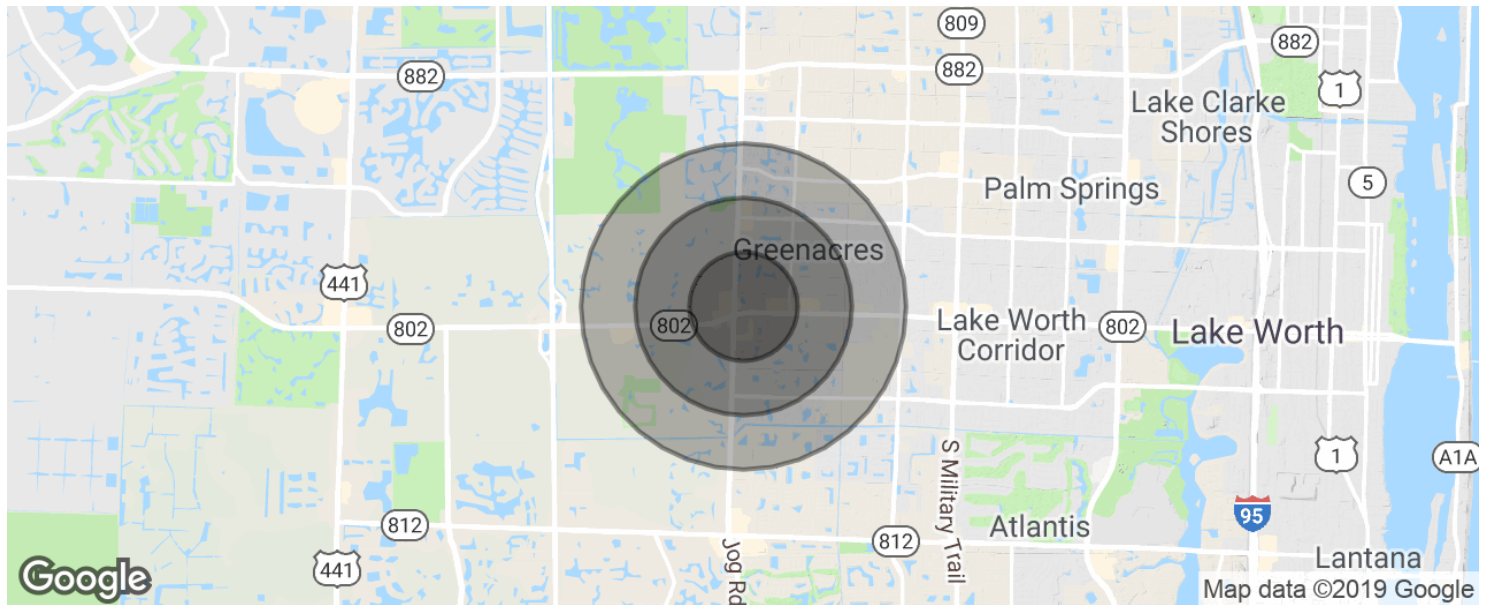 809
882
882
882
1
Lake Clarke
Shores
5
Palm Springs
Greenacres
441
802
802
Lake Worth
Corridor
802
Lake Worth
S Military Trail
1
A1A
812
95
Atlantis
812
Jog Rd
441
Lantana
Google
Map data ©2019 Google